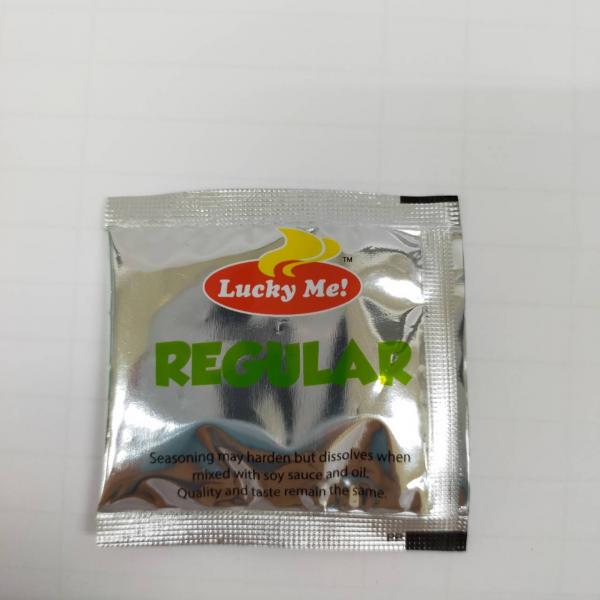 Lucky Me!
TM
REGULAR
Seasoning may harden but dissolves when
mixed with soy sauce and oil.
Quality and taste remain the same.